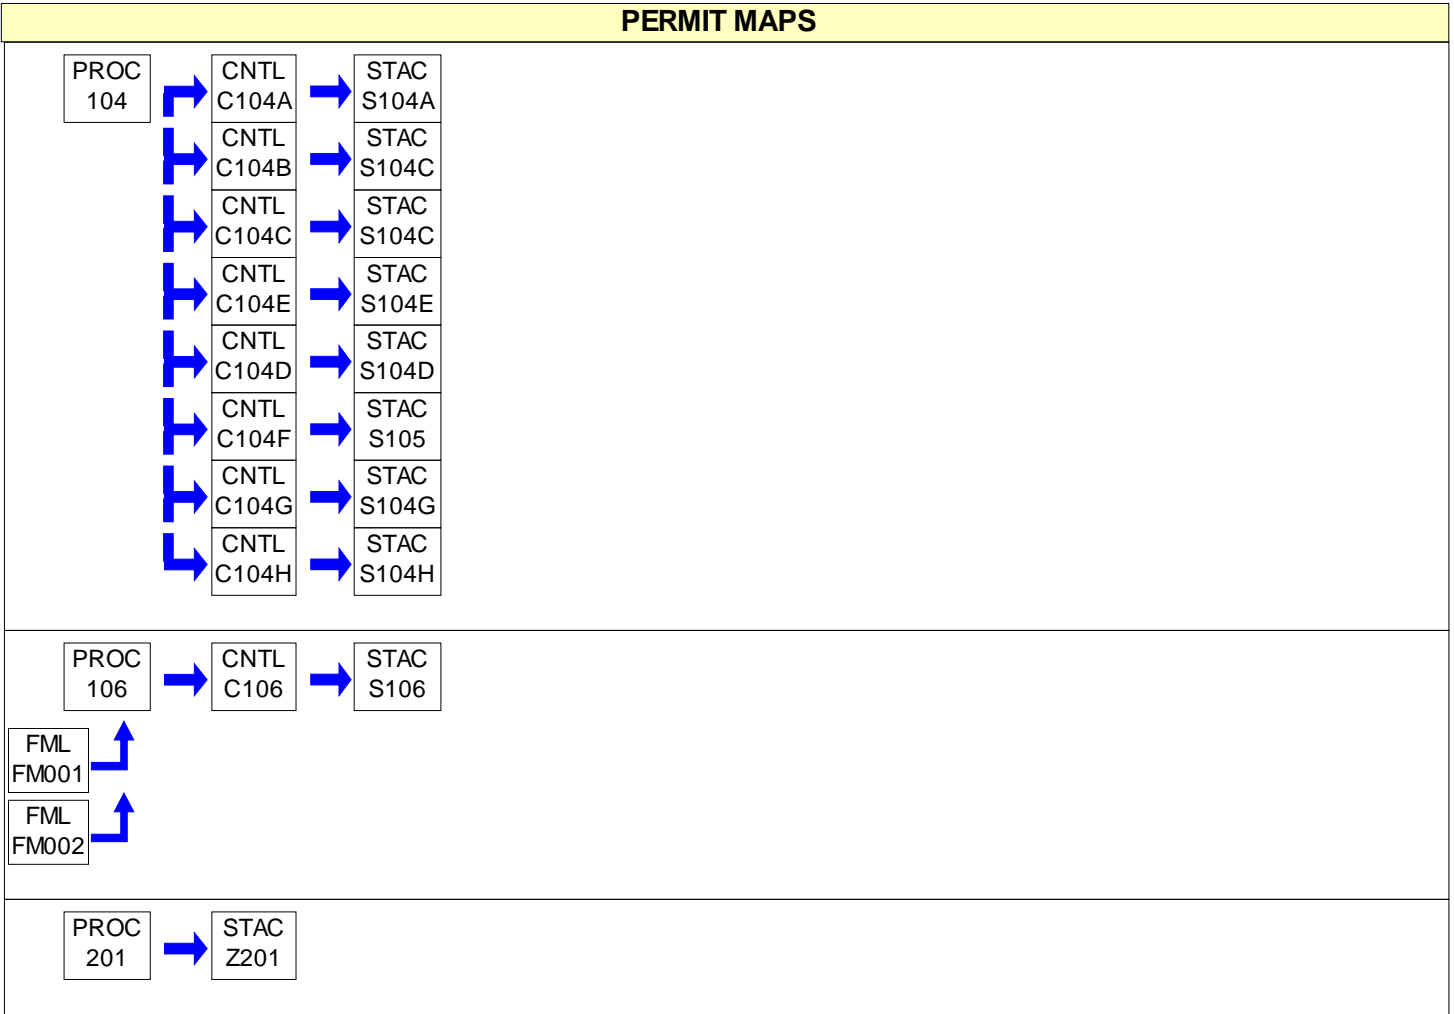 PERMIT MAPS
PROC
104
CNTL
C104A
STAC
S104A
CNTL
C104B
STAC
S104C
CNTL
C104C
STAC
S104C
CNTL
C104E
STAC
S104E
CNTL
C104D
STAC
S104D
CNTL
C104F
STAC
S105
CNTL
C104G
STAC
S104G
CNTL
C104H
STAC
S104H
PROC
106
CNTL
C106
STAC
S106
FML
FM001
FML
FM002
PROC
201
STAC
Z201